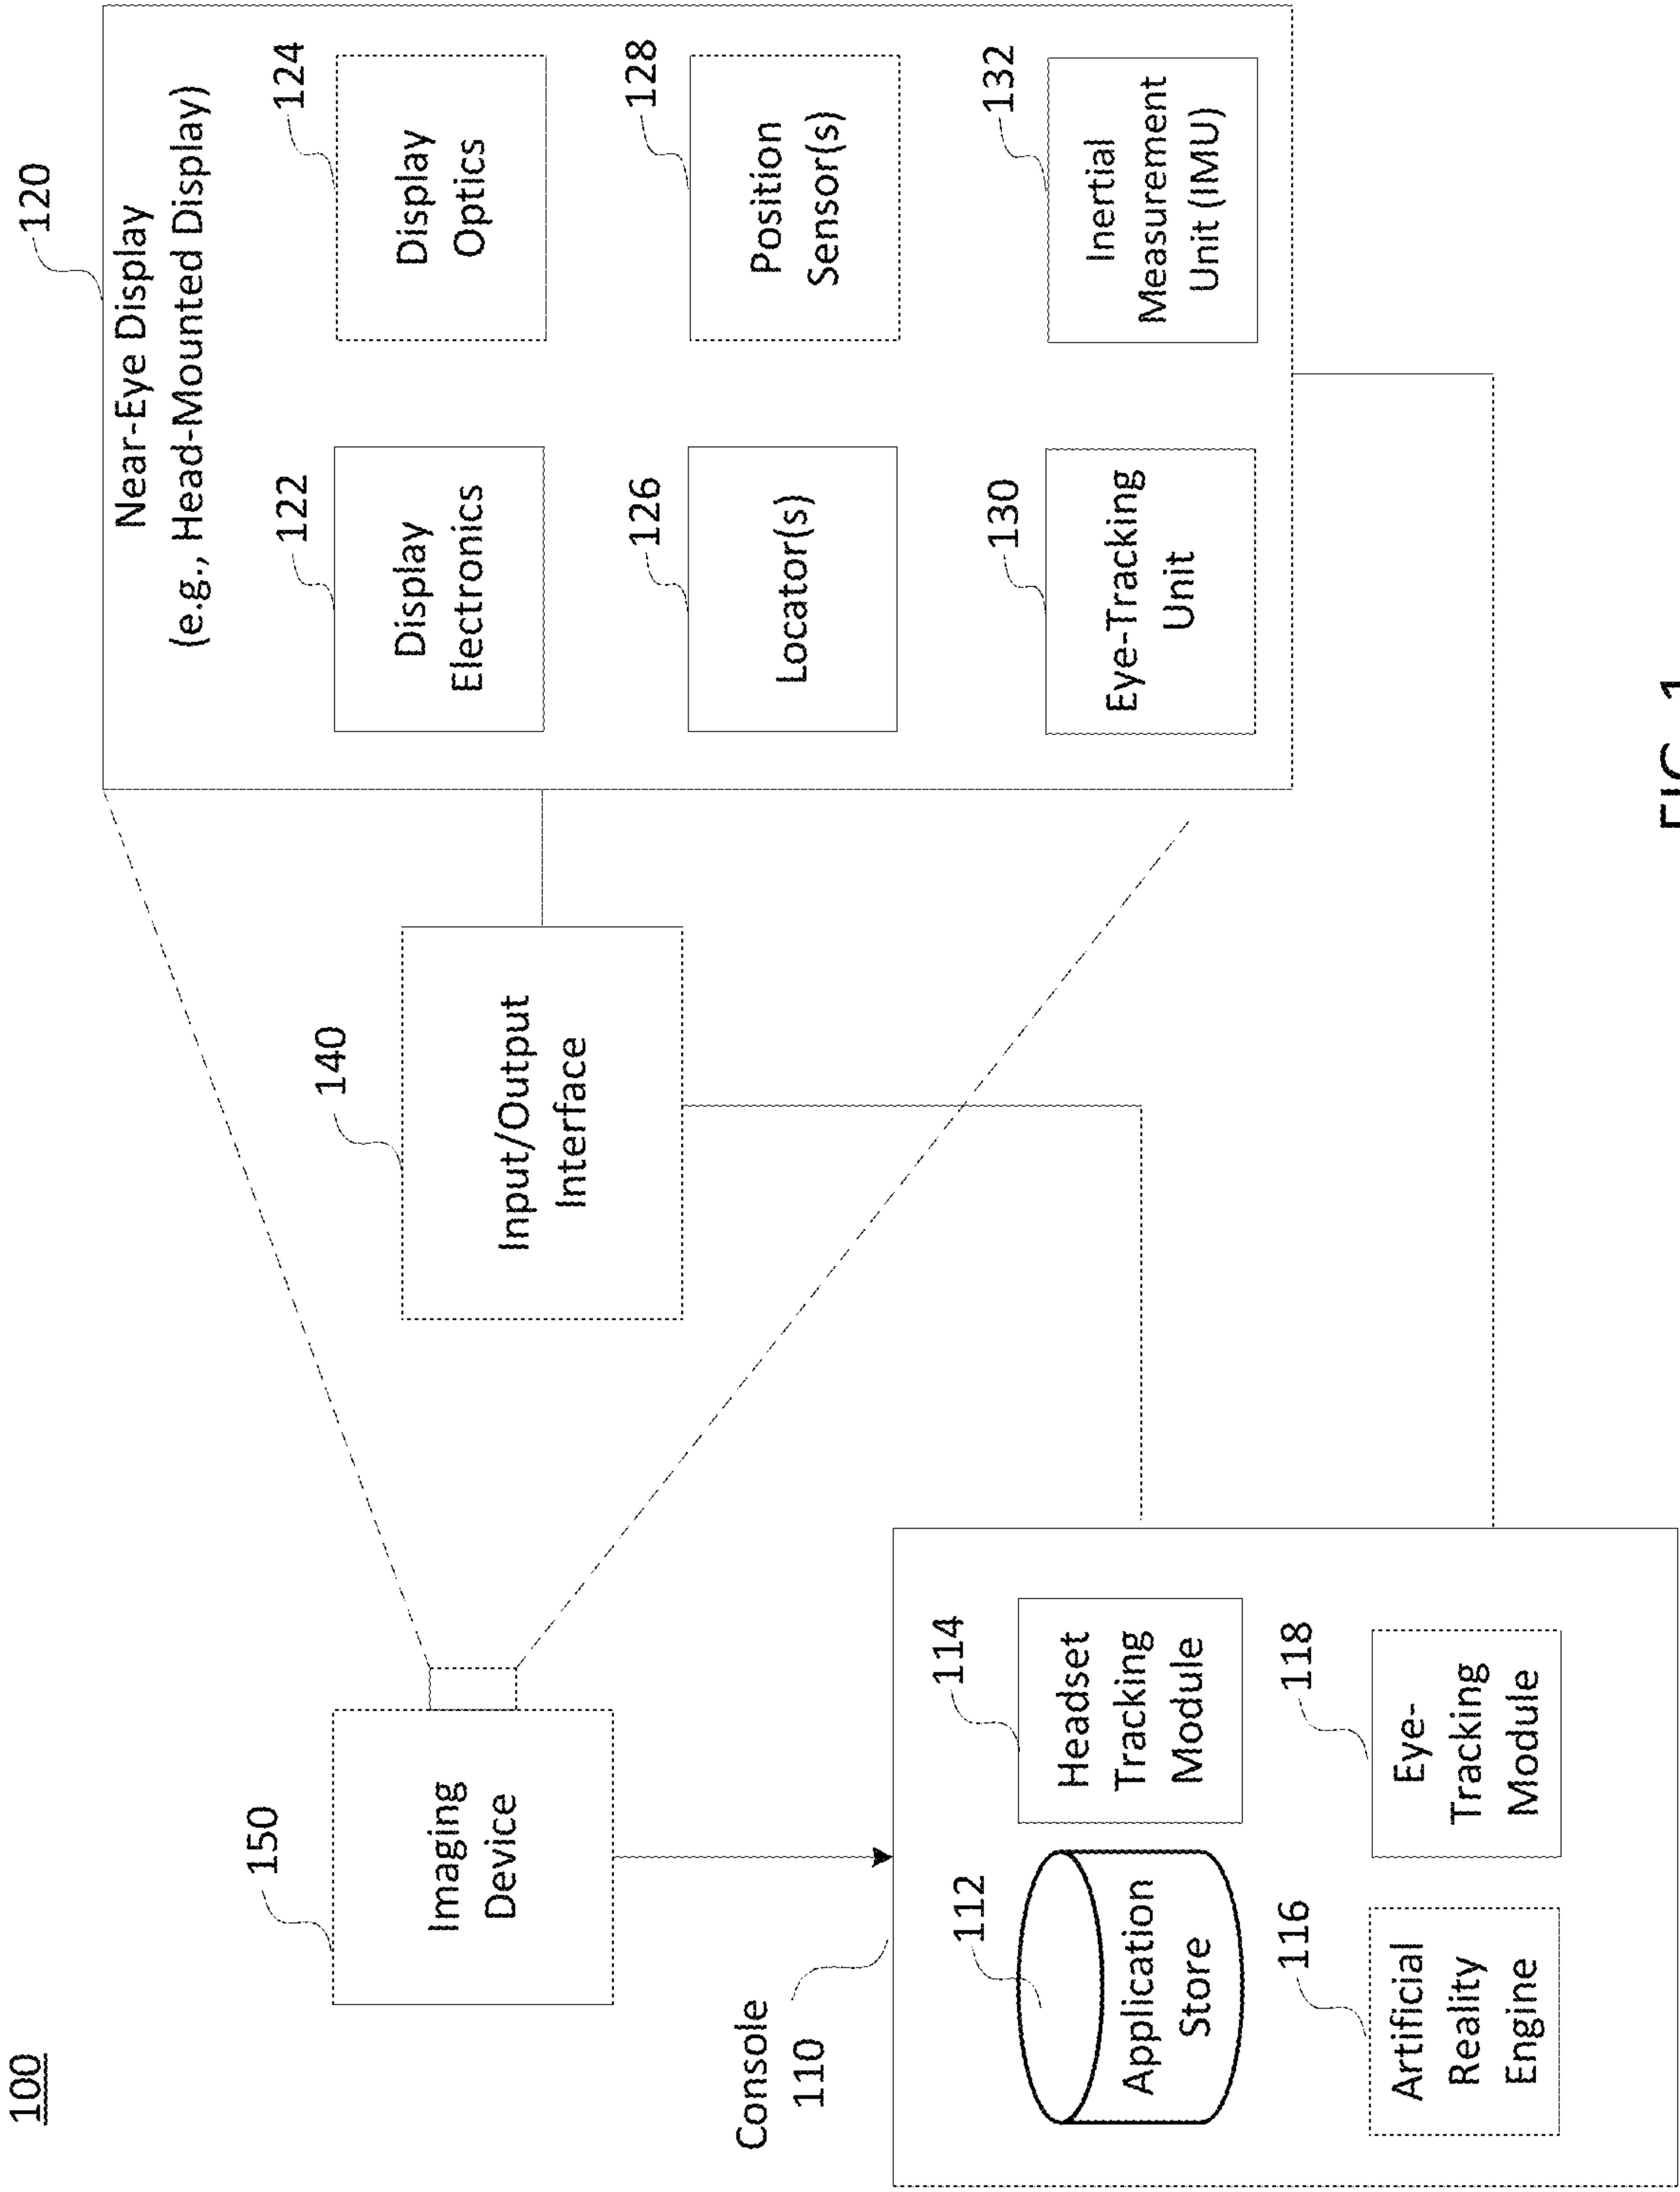 100
120
Near-Eye Display
(e.g., Head-Mounted Display)
122
Display
Electronics
124
Display
Optics
126
Locator(s)
128
Position
Sensor(s)
130
Eye-Tracking
Unit
132
Inertial
Measurement
Unit (IMU)
140
Input/Output
Interface
150
Imaging
Device
Console
110
112
Application
Store
114
Headset
Tracking
Module
116
Artificial
Reality
Engine
118
Eye-
Tracking
Module
FIG. 1